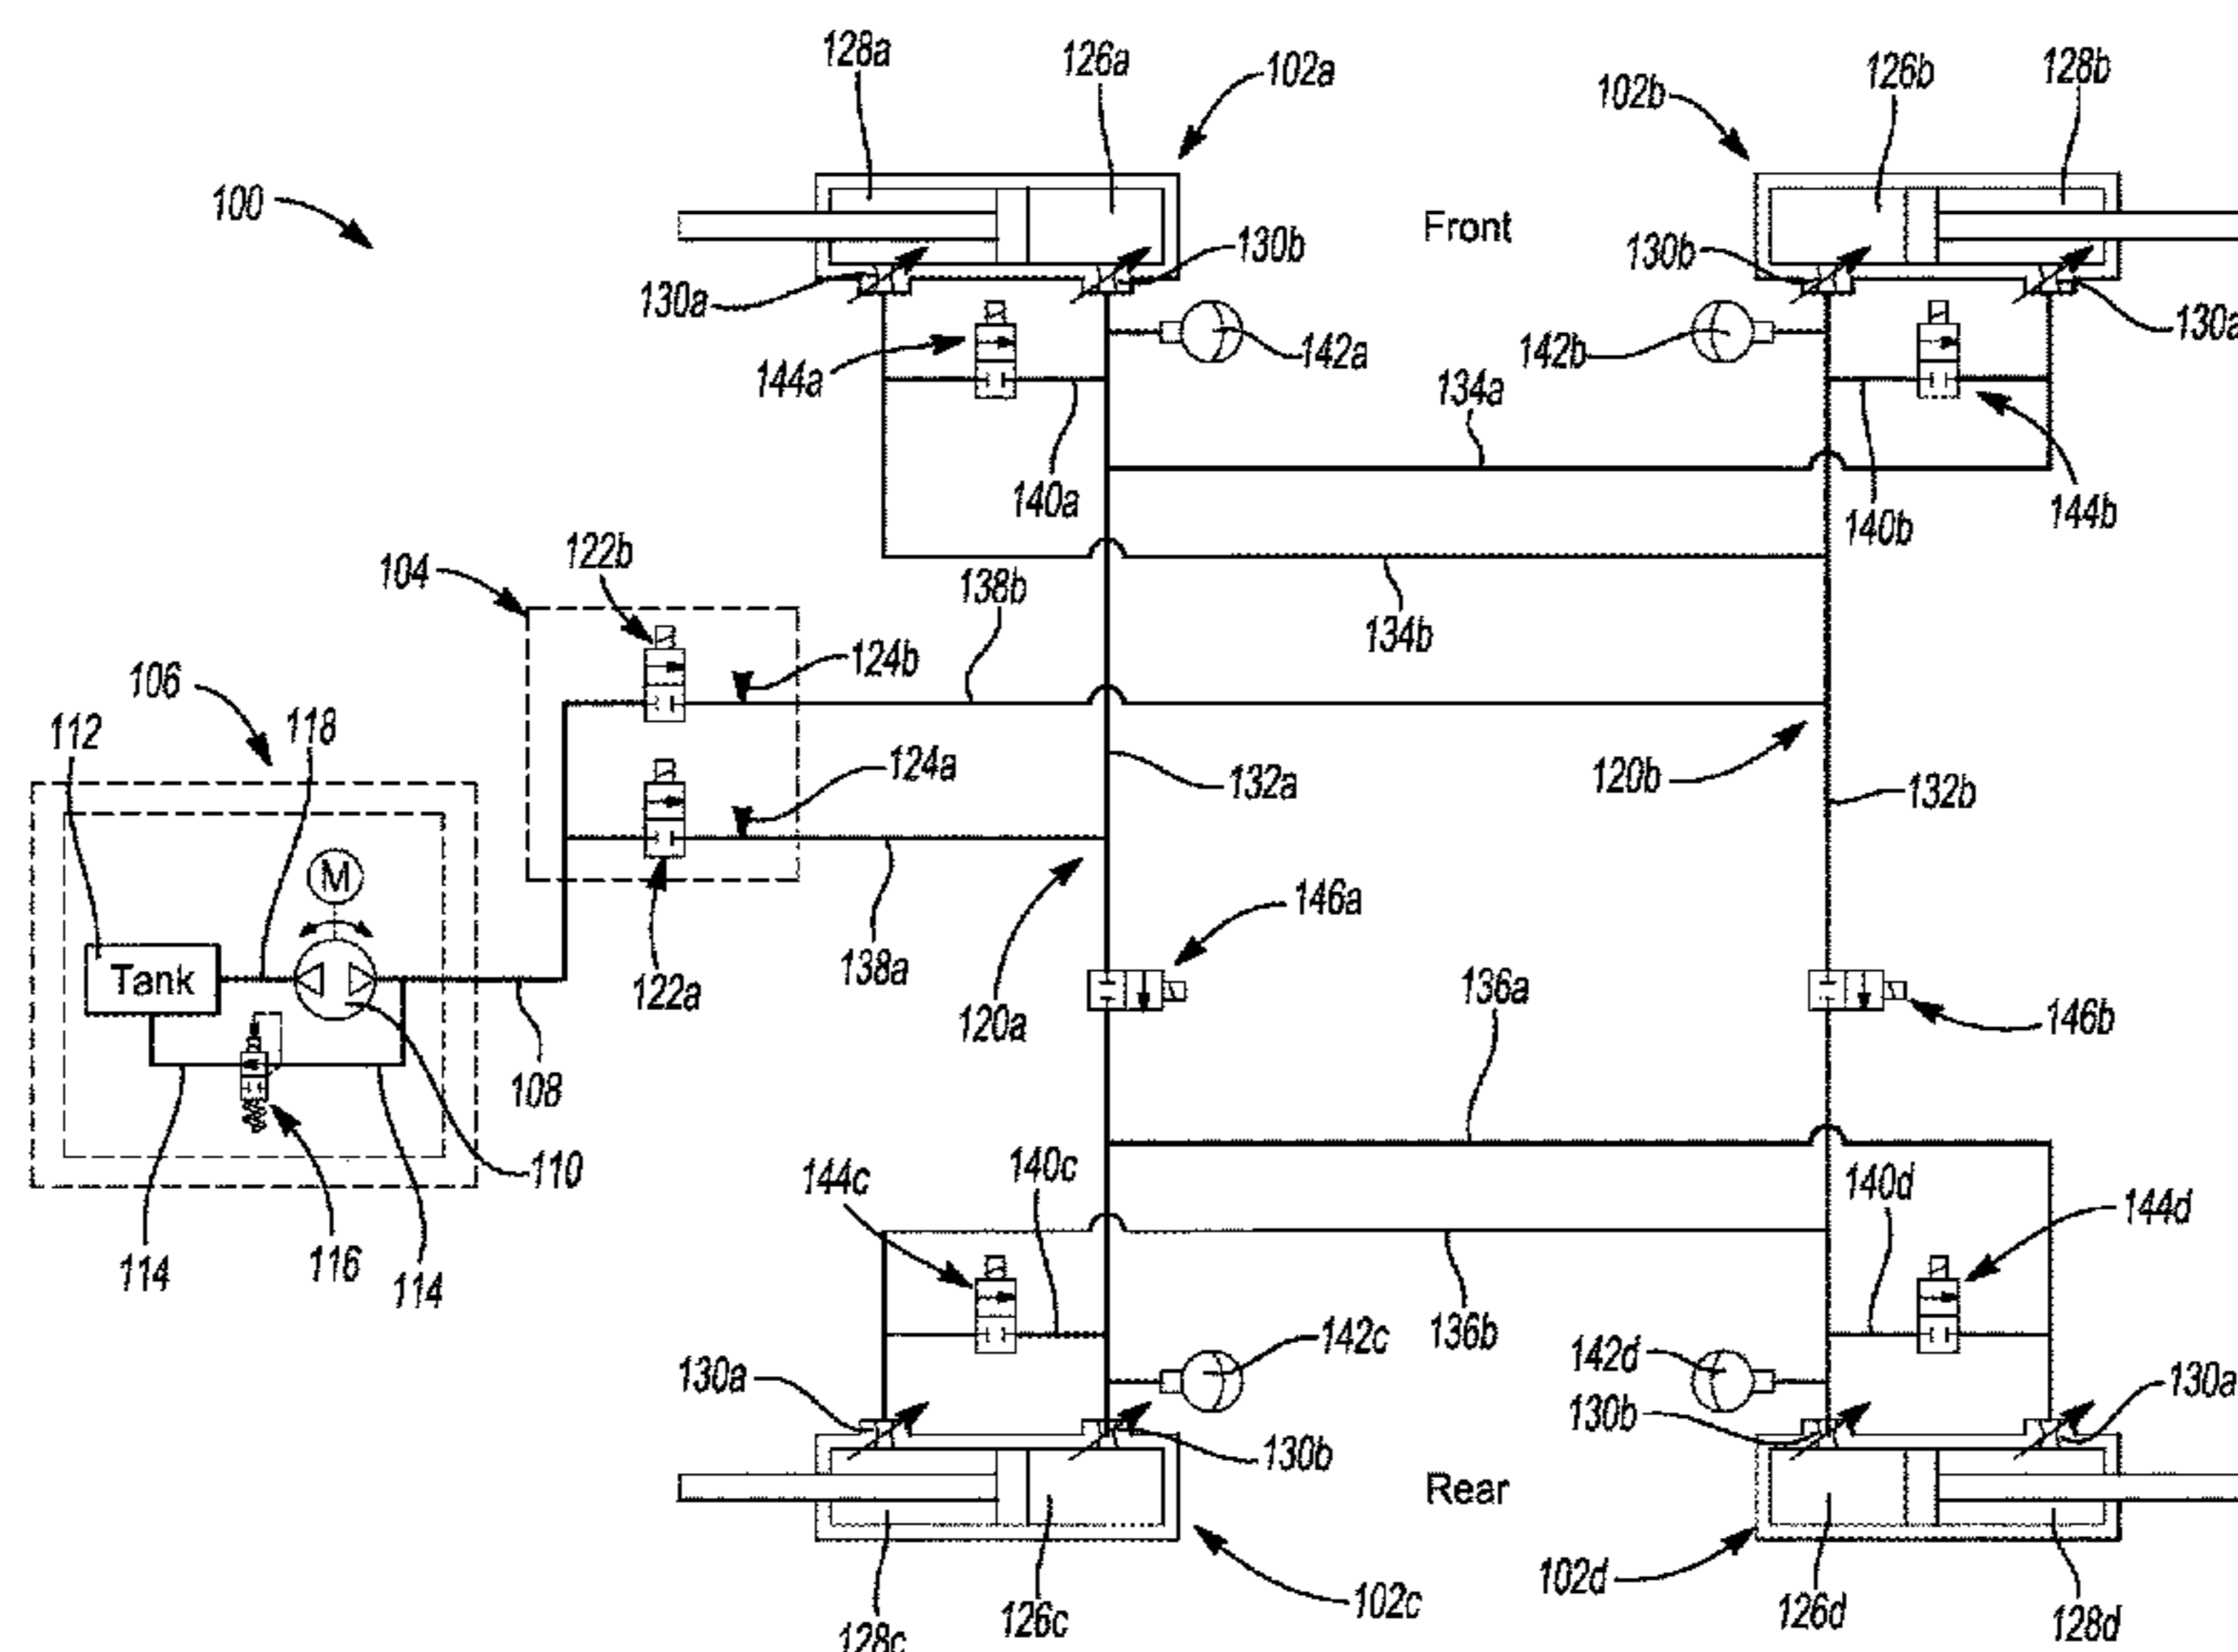 128a 126a 102a 126b 128b
102b
100
Front
130a 130b 130b 130a
144a 142a 142b
134a
140a 140b 144b
122b
104 138b
134b
124b
106
112 118 124a 132a 120b 132b
M
146a
Tank 122a 138a 120a 136a 146b
108
110 144c 140c 140d 144d
114 116 114
136b
142c 142d
130a 130b 130b 130a
Rear
102c 102d
128c 126c 126d 128d